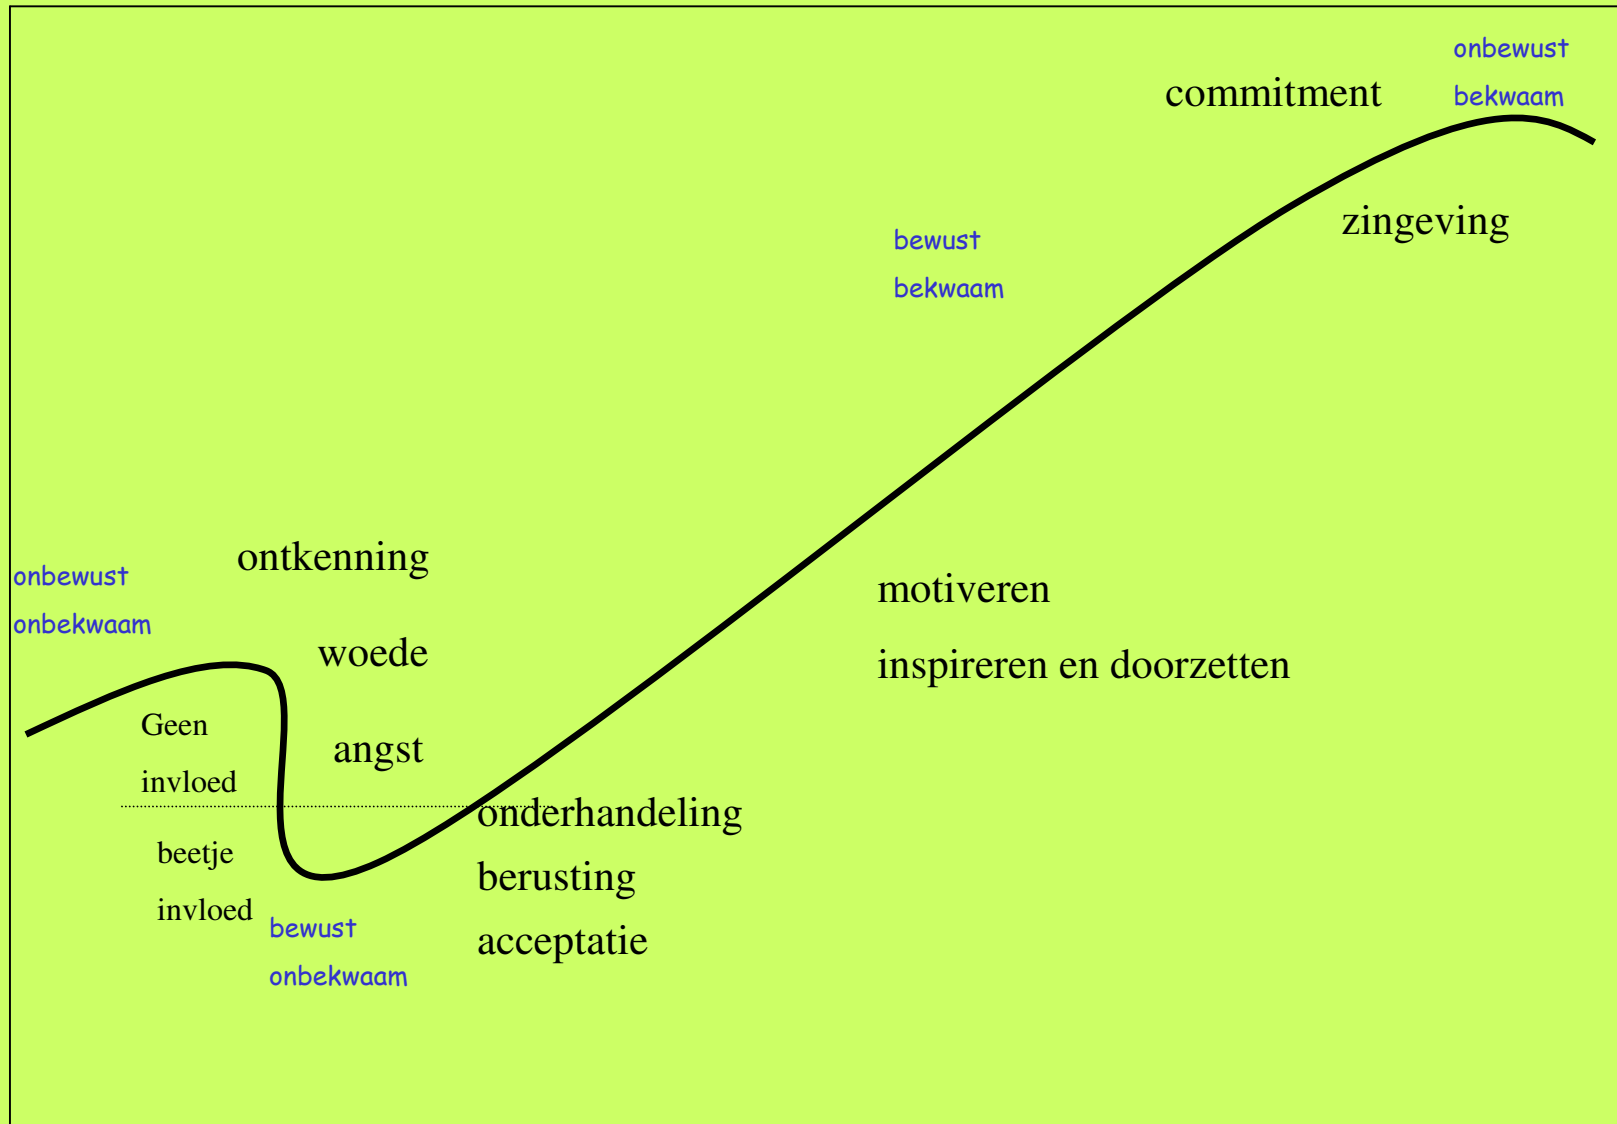 onbewust
commitment
bekwaam
zingeving
bewust
bekwaam
ontkenning
onbewust
onbekwaam
motiveren
woede
inspireren en doorzetten
Geen
invloed
angst
onderhandeling
beetje
invloed
berusting
acceptatie
bewust
onbekwaam